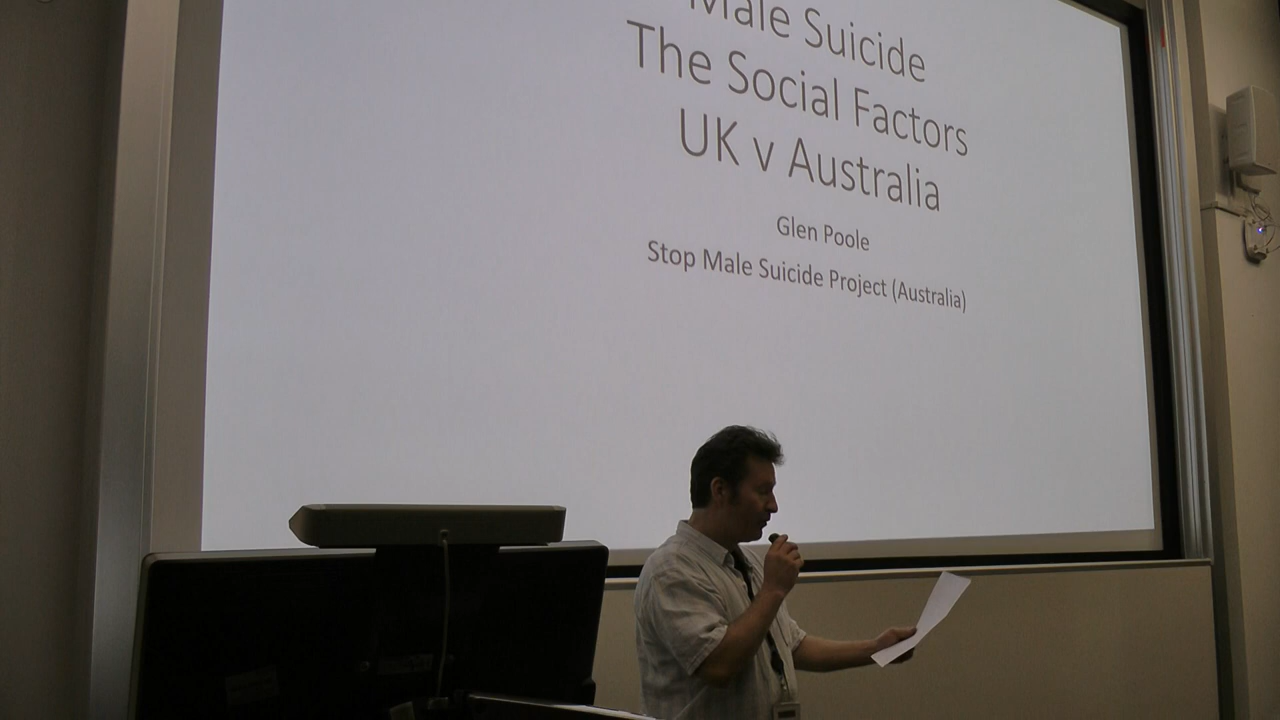 Male Suicide
The Social Factors
UK v Australia
Glen Poole
Stop Male Suicide Project (Australia)